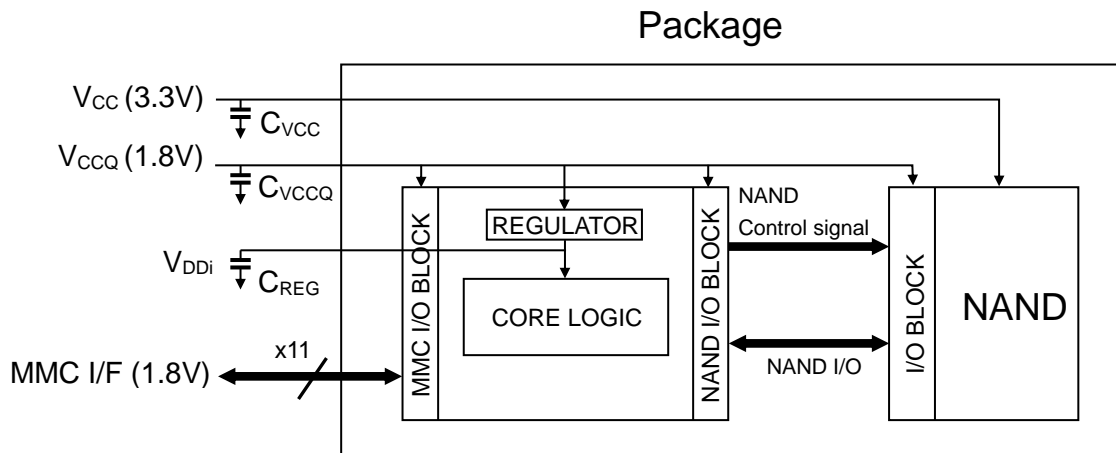 Package
VCC (3.3V)
CVCC
VCCQ (1.8V)
CVCCQ
NAND
Control signal
REGULATOR
VDDi
CREG
MMC I/O BLOCK
CORE LOGIC
NAND I/O BLOCK
I/O BLOCK
NAND
x11
MMC I/F (1.8V)
NAND I/O